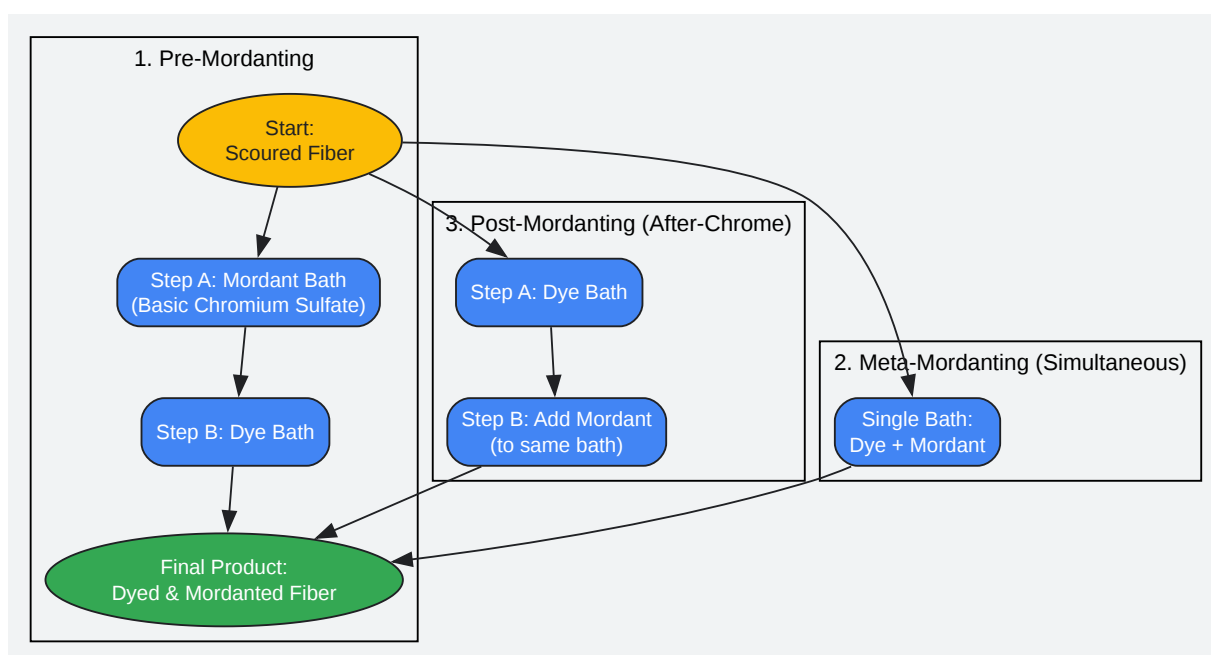 1. Pre-Mordanting
Start:
Scoured Fiber
Step A: Mordant Bath
(Basic Chromium Sulfate)
Step B: Dye Bath
Final Product:
Dyed & Mordanted Fiber
3. Post-Mordanting (After-Chrome)
Step A: Dye Bath
Step B: Add Mordant
(to same bath)
2. Meta-Mordanting (Simultaneous)
Single Bath:
Dye + Mordant